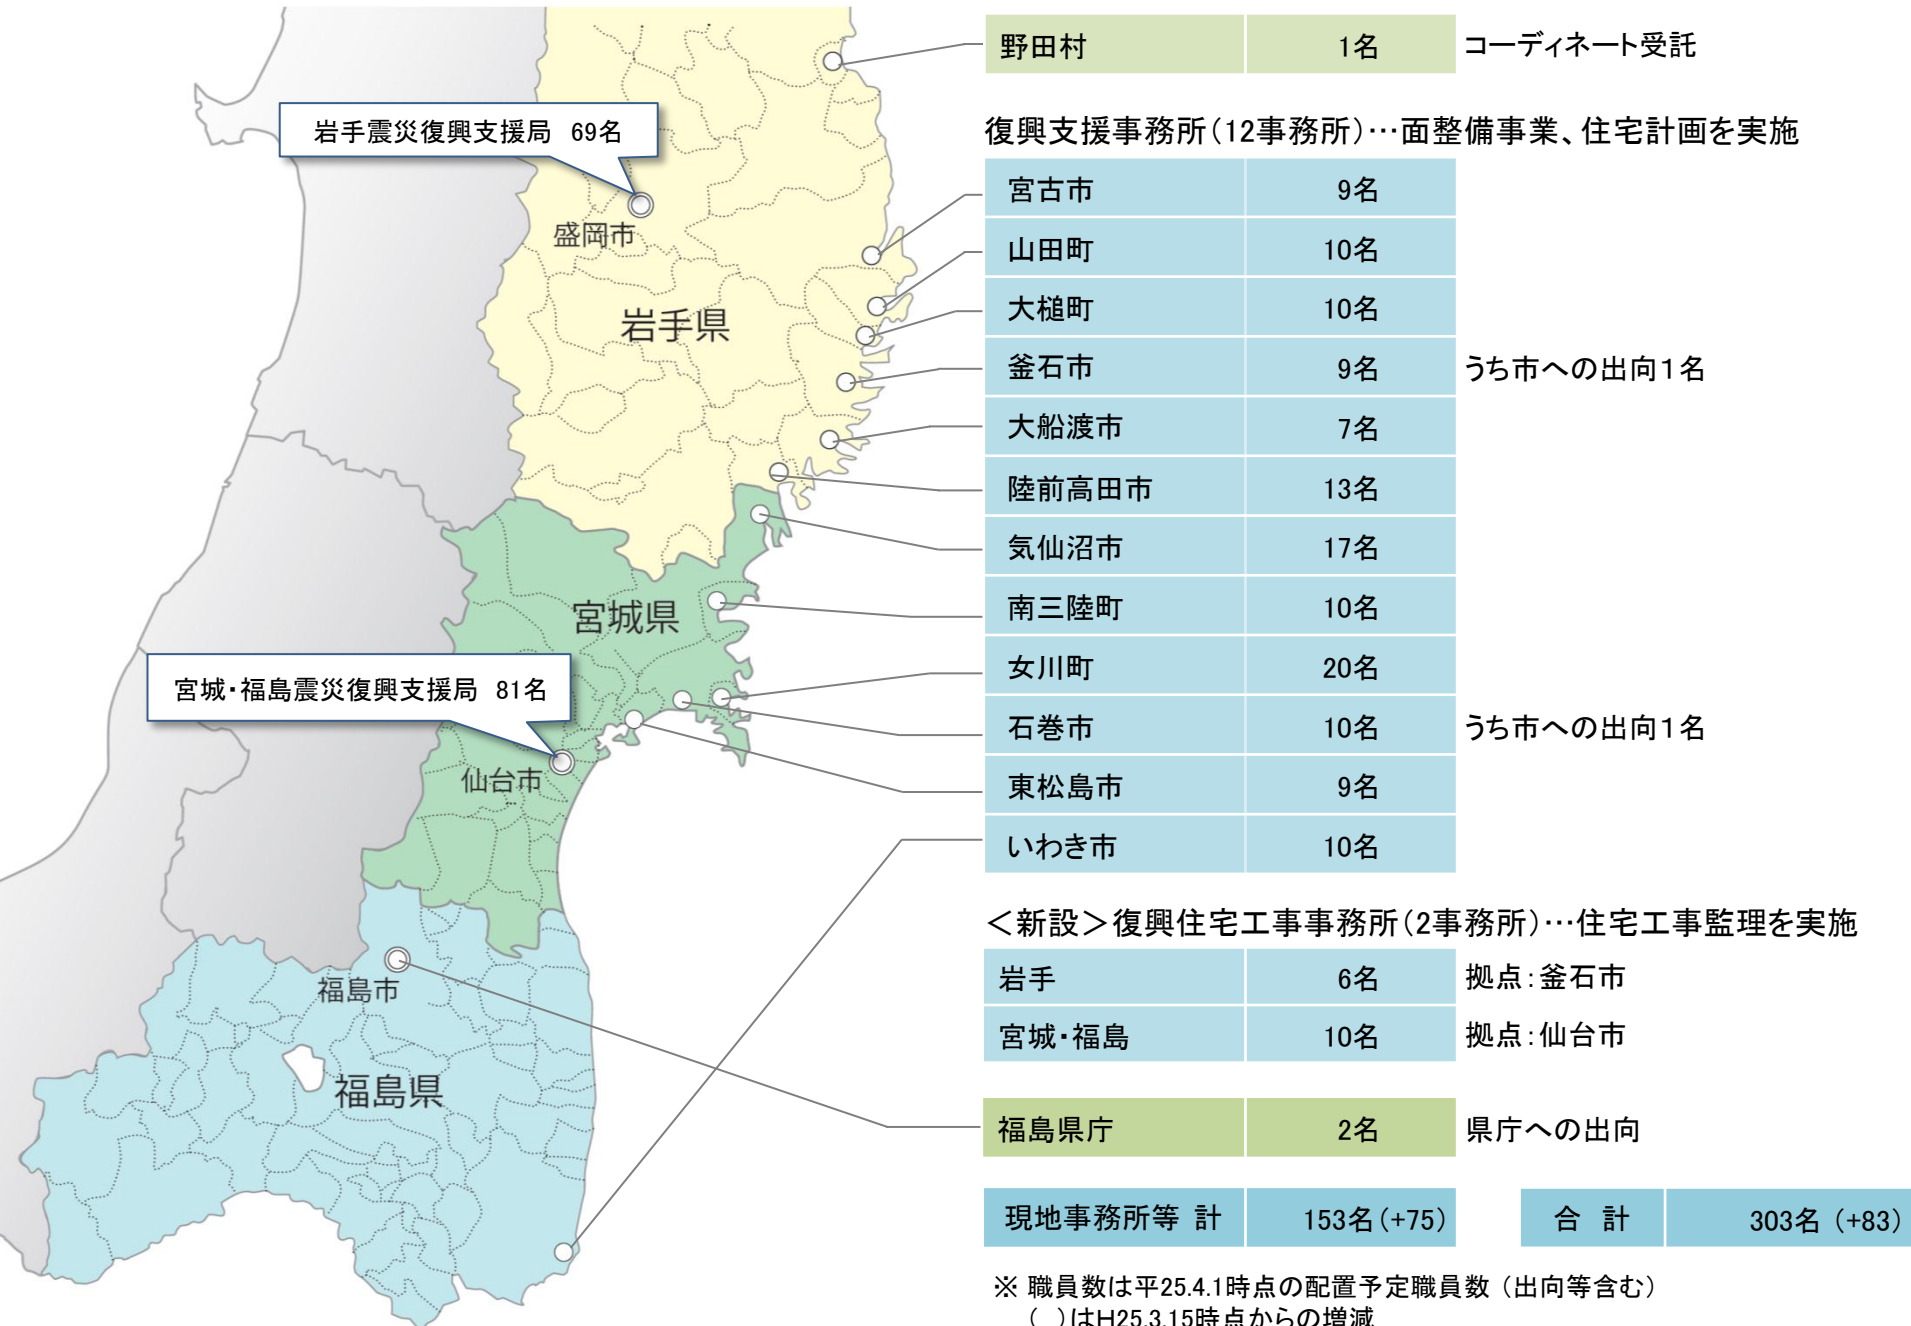 野田村 1名 コーディネート受託
岩手震災復興支援局 69名
復興支援事務所(12事務所)…面整備事業、住宅計画を実施
宮古市 9名
山田町 10名
大槌町 10名
釜石市 9名 うち市への出向1名
大船渡市 7名
陸前高田市 13名
気仙沼市 17名
南三陸町 10名
女川町 20名
石巻市 10名 うち市への出向1名
東松島市 9名
いわき市 10名
盛岡市
岩手県
宮城県
宮城・福島震災復興支援局 81名
仙台市
福島市
福島県
<新設>復興住宅工事事務所(2事務所)…住宅工事監理を実施
岩手 6名 拠点:釜石市
宮城・福島 10名 拠点:仙台市
福島県庁 2名 県庁への出向
現地事務所等 計 153名(+75) 合 計 303名 (+83)
※ 職員数は平25.4.1時点の配置予定職員数 (出向等含む)
( )はH25.3.15時点からの増減